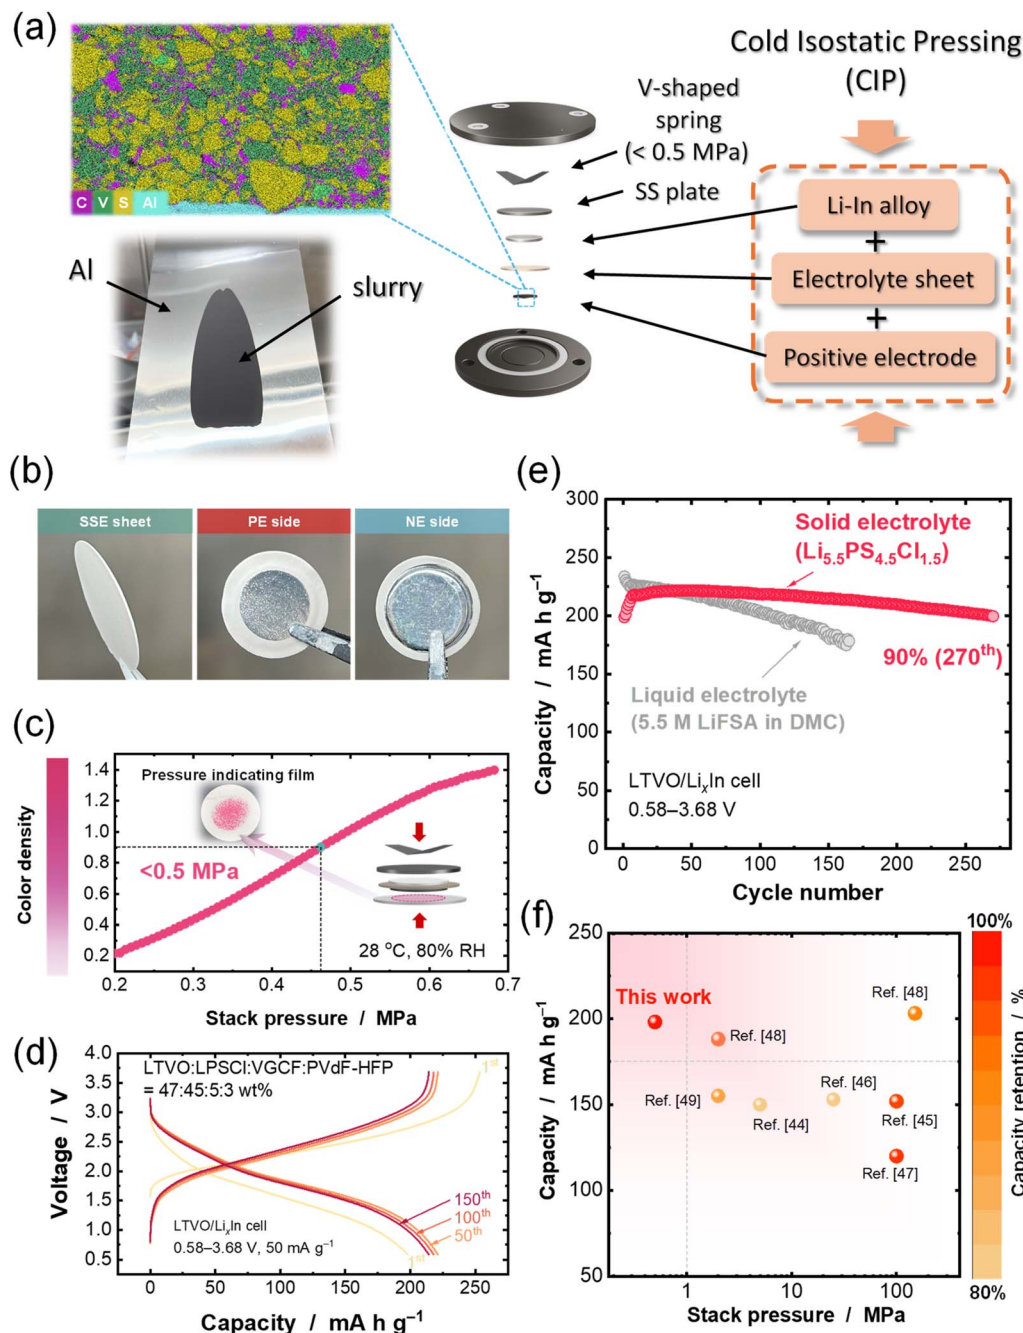 (a)
C V S Al
Al
slurry
V-shaped
spring
(< 0.5 MPa)
SS plate
Cold Isostatic Pressing
(CIP)
Li-In alloy
+
Electrolyte sheet
+
Positive electrode
(b)
SSE sheet
PE side
NE side
(c)
Color density
1.4
1.2
1.0
0.8
0.6
0.4
0.2
Pressure indicating film
<0.5 MPa
28 °C, 80% RH
0.2 0.3 0.4 0.5 0.6 0.7
Stack pressure / MPa
(d)
Voltage / V
4.0
3.5
3.0
2.5
2.0
1.5
1.0
0.5
LTVO:LPSCl:VGCF:PVdF-HFP
= 47:45:5:3 wt%
1st
150th
100th
50th
1st
LTVO/LixIn cell
0.58–3.68 V, 50 mA g–1
0 50 100 150 200 250
Capacity / mA h g–1
(e)
Capacity / mA h g–1
300
250
200
150
100
50
0
Solid electrolyte
(Li5.5PS4.5Cl1.5)
90% (270th)
Liquid electrolyte
(5.5 M LiFSA in DMC)
LTVO/LixIn cell
0.58–3.68 V
0 50 100 150 200 250
Cycle number
(f)
Capacity / mA h g–1
250
200
150
100
50
This work
Ref. [48]
Ref. [48]
Ref. [49]
Ref. [44]
Ref. [46]
Ref. [45]
Ref. [47]
1 10 100
Stack pressure / MPa
100%
Capacity retention / %
80%